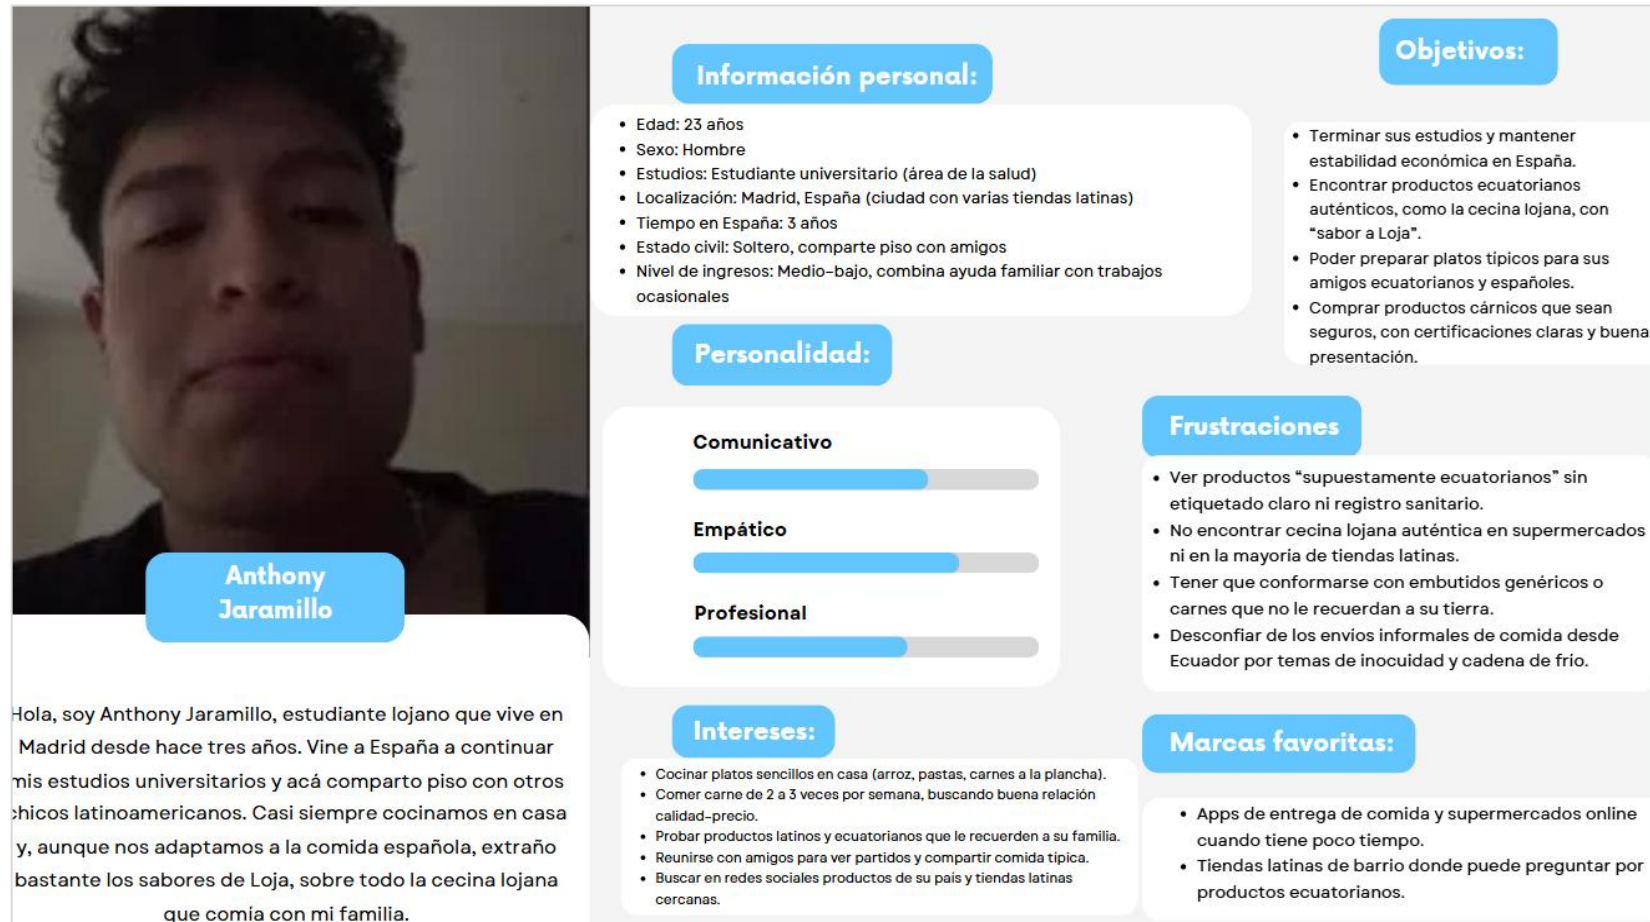 Anthony
Jaramillo
Hola, soy Anthony Jaramillo, estudiante lojano que vive en
Madrid desde hace tres años. Vine a España a continuar
mis estudios universitarios y acá comparto piso con otros
chicos latinoamericanos. Casi siempre cocinamos en casa
y, aunque nos adaptamos a la comida española, extraño
bastante los sabores de Loja, sobre todo la cecina lojana
que comía con mi familia.
Información personal:
• Edad: 23 años
• Sexo: Hombre
• Estudios: Estudiante universitario (área de la salud)
• Localización: Madrid, España (ciudad con varias tiendas latinas)
• Tiempo en España: 3 años
• Estado civil: Soltero, comparte piso con amigos
• Nivel de ingresos: Medio-bajo, combina ayuda familiar con trabajos
ocasionales
Personalidad:
Comunicativo
Empático
Profesional
Intereses:
• Cocinar platos sencillos en casa (arroz, pastas, carnes a la plancha).
• Comer carne de 2 a 3 veces por semana, buscando buena relación
calidad-precio.
• Probar productos latinos y ecuatorianos que le recuerden a su familia.
• Reunirse con amigos para ver partidos y compartir comida típica.
• Buscar en redes sociales productos de su país y tiendas latinas
cercanas.
Objetivos:
• Terminar sus estudios y mantener
estabilidad económica en España.
• Encontrar productos ecuatorianos
auténticos, como la cecina lojana, con
“sabor a Loja”.
• Poder preparar platos típicos para sus
amigos ecuatorianos y españoles.
• Comprar productos cárnicos que sean
seguros, con certificaciones claras y buena
presentación.
Frustraciones
• Ver productos “supuestamente ecuatorianos” sin
etiquetado claro ni registro sanitario.
• No encontrar cecina lojana auténtica en supermercados
ni en la mayoría de tiendas latinas.
• Tener que conformarse con embutidos genéricos o
carnes que no le recuerdan a su tierra.
• Desconfiar de los envíos informales de comida desde
Ecuador por temas de inocuidad y cadena de frío.
Marcas favoritas:
• Apps de entrega de comida y supermercados online
cuando tiene poco tiempo.
• Tiendas latinas de barrio donde puede preguntar por
productos ecuatorianos.